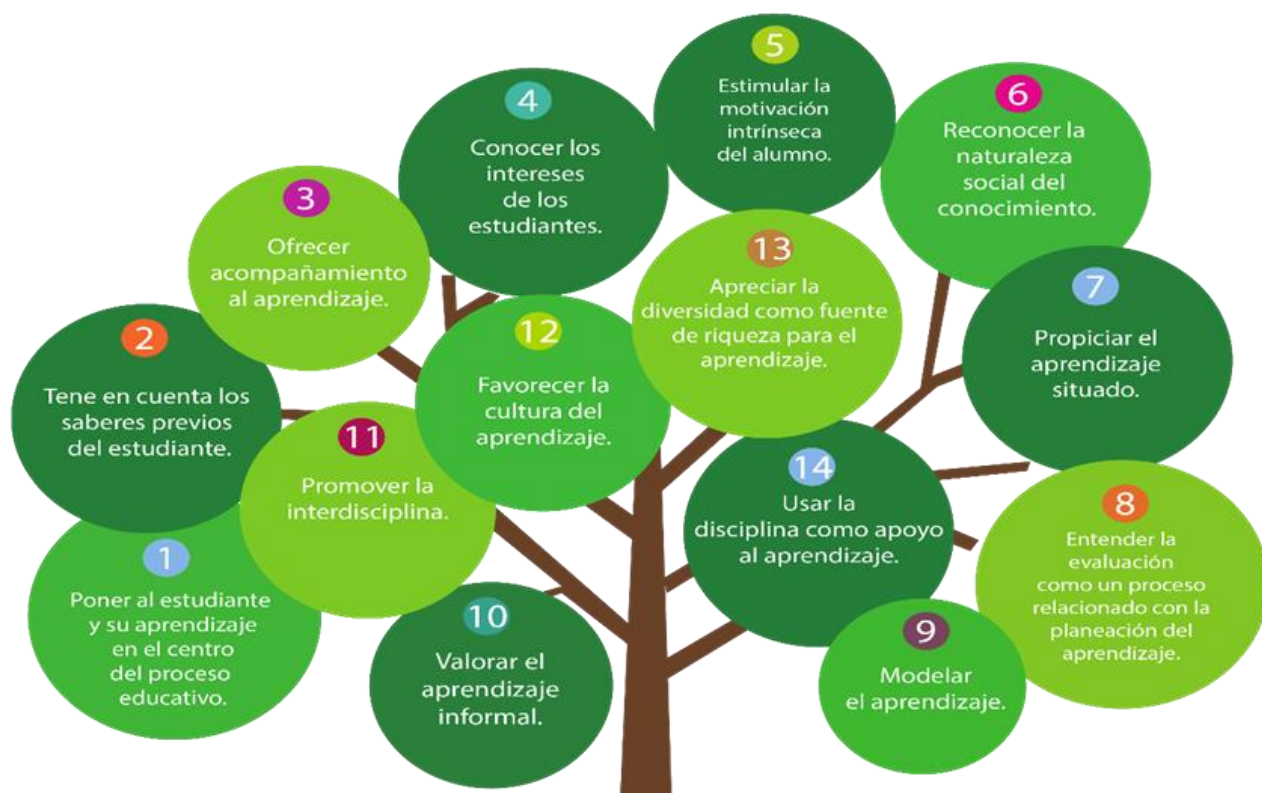 1
Poner al estudiante
y su aprendizaje
en el centro
del proceso
educativo.
2
Tene en cuenta los
saberes previos
del estudiante.
3
Ofrecer
acompañamiento
al aprendizaje.
4
Conocer los
intereses
de los
estudiantes.
5
Estimular la
motivación
intrínseca
del alumno.
6
Reconocer la
naturaleza
social del
conocimiento.
7
Propiciar el
aprendizaje
situado.
8
Entender la
evaluación
como un proceso
relacionado con la
planeación del
aprendizaje.
9
Modelar
el aprendizaje.
10
Valorar el
aprendizaje
informal.
11
Promover la
interdisciplina.
12
Favorecer la
cultura del
aprendizaje.
13
Apreciar la
diversidad como fuente
de riqueza para el
aprendizaje.
14
Usar la
disciplina como apoyo
al aprendizaje.